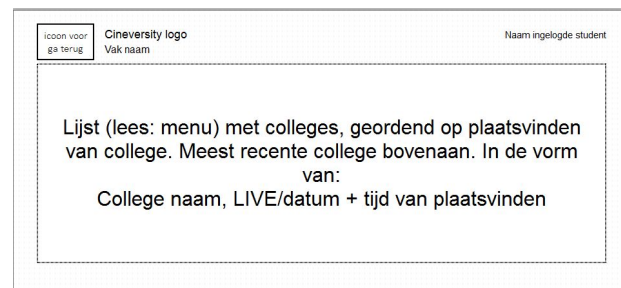 icoon voor
ga terug
Cineversity logo
Vak naam
Naam ingelogde student
Lijst (lees: menu) met colleges, geordend op plaatsvinden
van college. Meest recente college bovenaan. In de vorm
van:
College naam, LIVE/datum + tijd van plaatsvinden